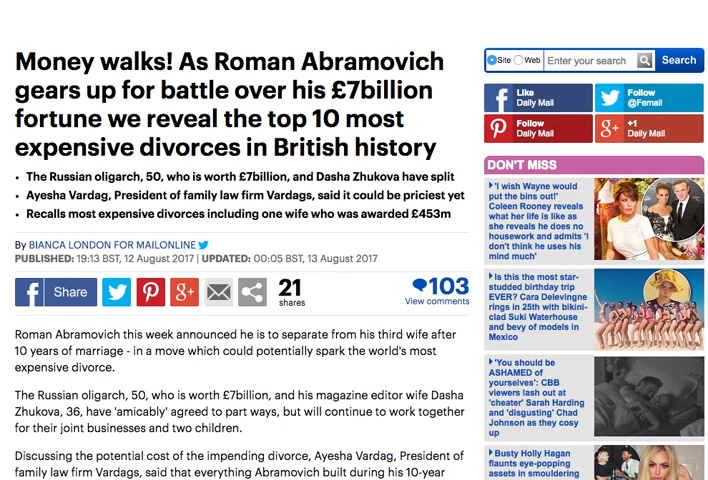 Money walks! As Roman Abramovich
gears up for battle over his £7billion
fortune we reveal the top 10 most
expensive divorces in British history
• The Russian oligarch, 50, who is worth £7billion, and Dasha Zhukova have split
• Ayesha Vardag, President of family law firm Vardags, said it could be priciest yet
• Recalls most expensive divorces including one wife who was awarded £453m
By BIANCA LONDON FOR MAILONLINE
PUBLISHED: 19:13 BST, 12 August 2017 | UPDATED: 00:05 BST, 13 August 2017
f Share
g+
21
shares
103
View comments
Roman Abramovich this week announced he is to separate from his third wife after
10 years of marriage - in a move which could potentially spark the world's most
expensive divorce.
The Russian oligarch, 50, who is worth £7billion, and his magazine editor wife Dasha
Zhukova, 36, have 'amicably' agreed to part ways, but will continue to work together
for their joint businesses and two children.
Discussing the potential cost of the impending divorce, Ayesha Vardag, President of
family law firm Vardags, said that everything Abramovich built during his 10-year
Site Web Enter your search Search
Like
Daily Mail
Follow
@Femail
Follow
Daily Mail
+1
Daily Mail
DON'T MISS
'I wish Wayne would
put the bins out!'
Coleen Rooney reveals
what her life is like as
she reveals he does no
housework and admits 'I
don't think he uses his
mind much'
Is this the most star-
studded birthday trip
EVER? Cara Delevingne
rings in 25th with bikini-
clad Suki Waterhouse
and bevy of models in
Mexico
'You should be
ASHAMED of
yourselves': CBB
viewers lash out at
'cheater' Sarah Harding
and 'disgusting' Chad
Johnson as they cosy
up
Busty Holly Hagan
flaunts eye-popping
assets in smouldering